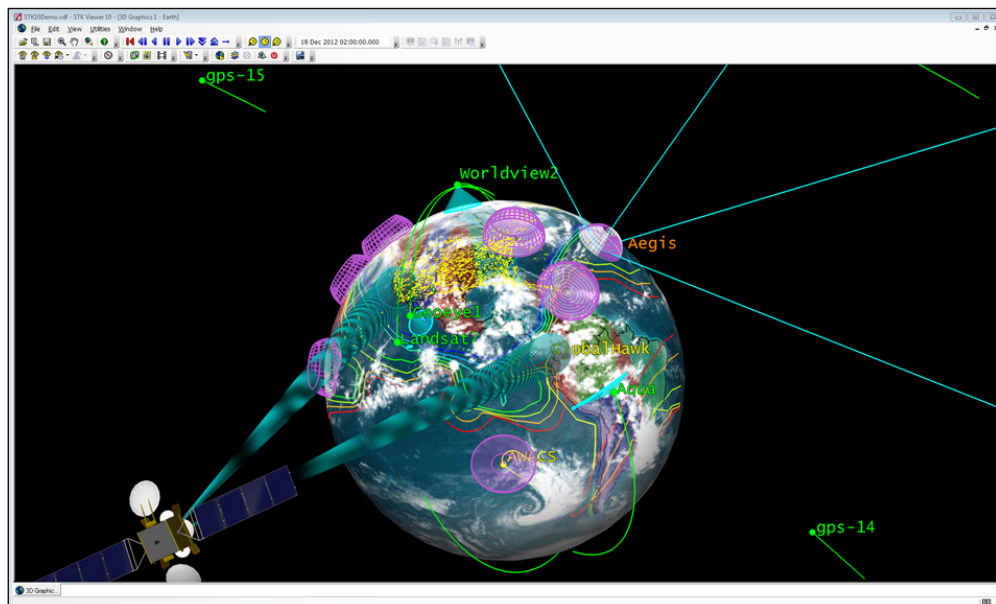 STK10Demo.vdf - STK Viewer 10 - [3D Graphics 1 - Earth]
File Edit View Utilities Window Help
18 Dec 2012 02:00:00.000
gps-15
Worldview2
Aegis
Geoeye1
Landsat7
GlobalHawk
Aqua
AWACS
gps-14
3D Graphic...